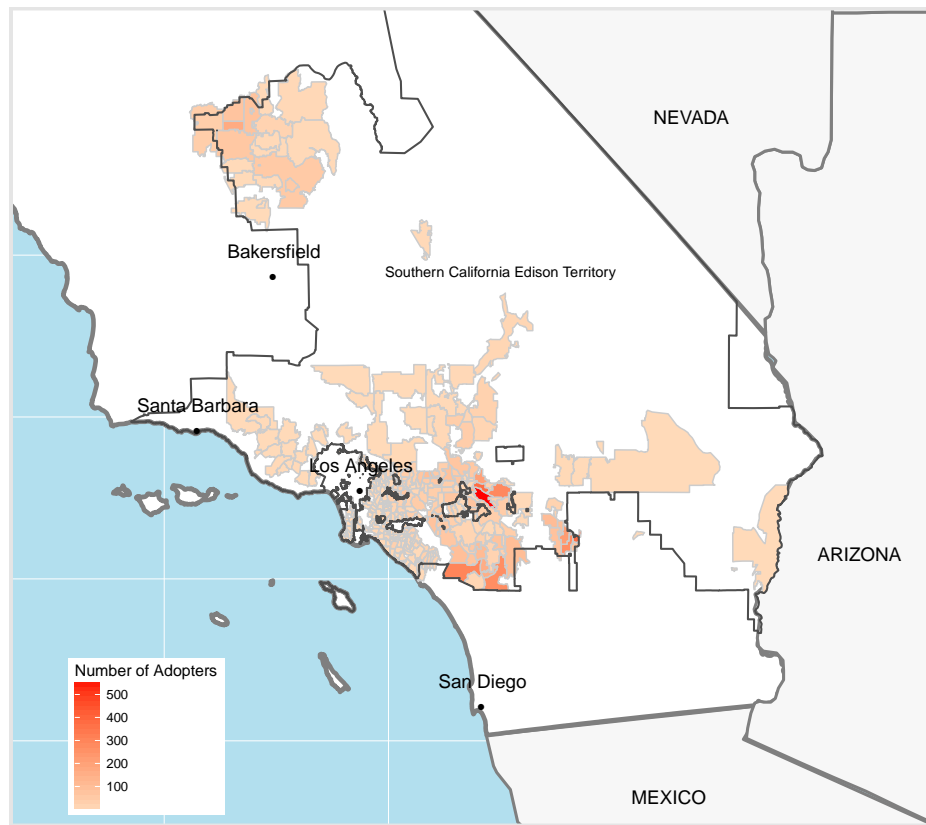 NEVADA
Bakersfield
Southern California Edison Territory
Santa Barbara
Los Angeles
ARIZONA
Number of Adopters
500
400
300
200
100
San Diego
MEXICO